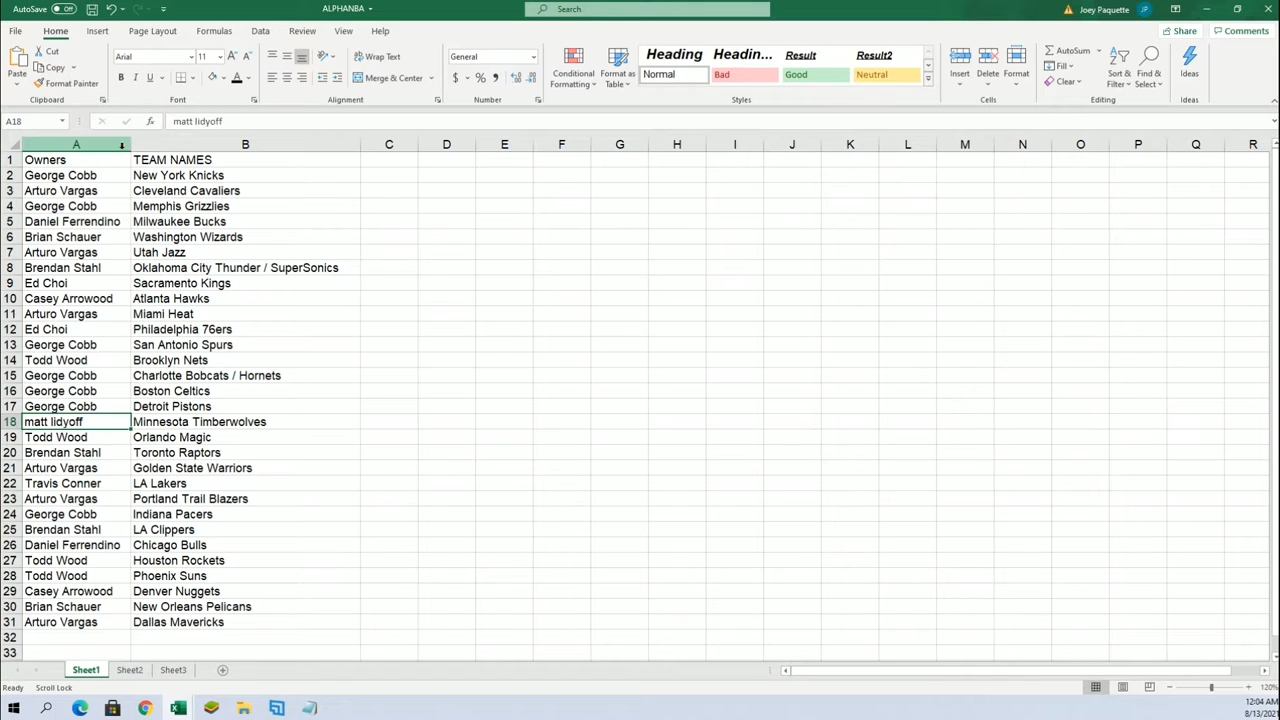 AutoSave Off ALPHANBA Search Joey Paquette JP
File Home Insert Page Layout Formulas Data Review View Help Share Comments
Paste Cut Copy Format Painter Clipboard
Arial 11 B I U Font
Wrap Text Merge & Center Alignment
General $ % Number
Conditional Formatting Format as Table
Heading Headin... Result Result2
Normal Bad Good Neutral
Styles
Insert Delete Format Cells
AutoSum Fill Clear Sort & Filter Find & Select Editing
Ideas Ideas
A18 fx matt lidyoff
A B C D E F G H I J K L M N O P Q R
1 Owners TEAM NAMES
2 George Cobb New York Knicks
3 Arturo Vargas Cleveland Cavaliers
4 George Cobb Memphis Grizzlies
5 Daniel Ferrendino Milwaukee Bucks
6 Brian Schauer Washington Wizards
7 Arturo Vargas Utah Jazz
8 Brendan Stahl Oklahoma City Thunder / SuperSonics
9 Ed Choi Sacramento Kings
10 Casey Arrowood Atlanta Hawks
11 Arturo Vargas Miami Heat
12 Ed Choi Philadelphia 76ers
13 George Cobb San Antonio Spurs
14 Todd Wood Brooklyn Nets
15 George Cobb Charlotte Bobcats / Hornets
16 George Cobb Boston Celtics
17 George Cobb Detroit Pistons
18 matt lidyoff Minnesota Timberwolves
19 Todd Wood Orlando Magic
20 Brendan Stahl Toronto Raptors
21 Arturo Vargas Golden State Warriors
22 Travis Conner LA Lakers
23 Arturo Vargas Portland Trail Blazers
24 George Cobb Indiana Pacers
25 Brendan Stahl LA Clippers
26 Daniel Ferrendino Chicago Bulls
27 Todd Wood Houston Rockets
28 Todd Wood Phoenix Suns
29 Casey Arrowood Denver Nuggets
30 Brian Schauer New Orleans Pelicans
31 Arturo Vargas Dallas Mavericks
32
33
Sheet1 Sheet2 Sheet3
Ready Scroll Lock 120%
12:04 AM